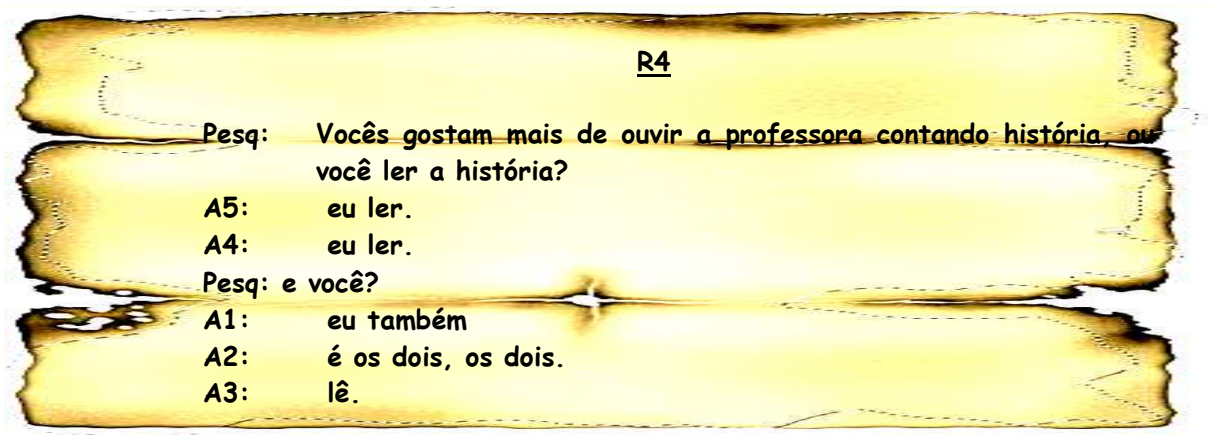 R4
Pesq: Vocês gostam mais de ouvir a professora contando história, ou
você ler a história?
A5: eu ler.
A4: eu ler.
Pesq: e você?
A1: eu também
A2: é os dois, os dois.
A3: lê.